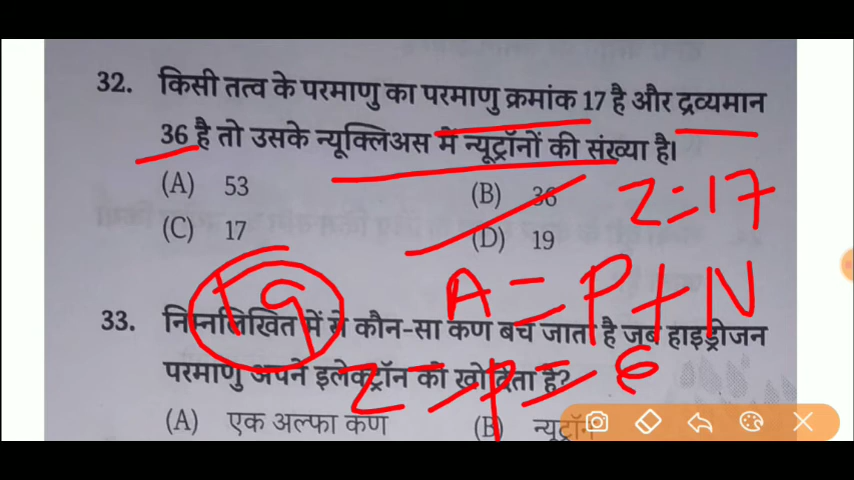 32. किसी तत्व के परमाणु का परमाणु क्रमांक 17 है और द्रव्यमान
36 है तो उसके न्यूक्लिअस में न्यूट्रॉनों की संख्या है।
(A) 53 (B) 36
(C) 17 (D) 19
Z=17
A=P+N
19
33. निम्नलिखित में से कौन-सा कण बच जाता है जब हाइड्रोजन
परमाणु अपने इलेक्ट्रॉन को खो देता है?
Z=P=e
(A) एक अल्फा कण (B) न्यूट्रॉन